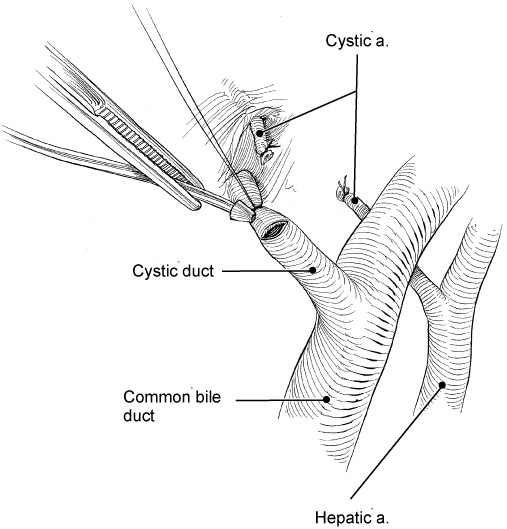 Cystic a.
Cystic duct
Common bile
duct
Hepatic a.